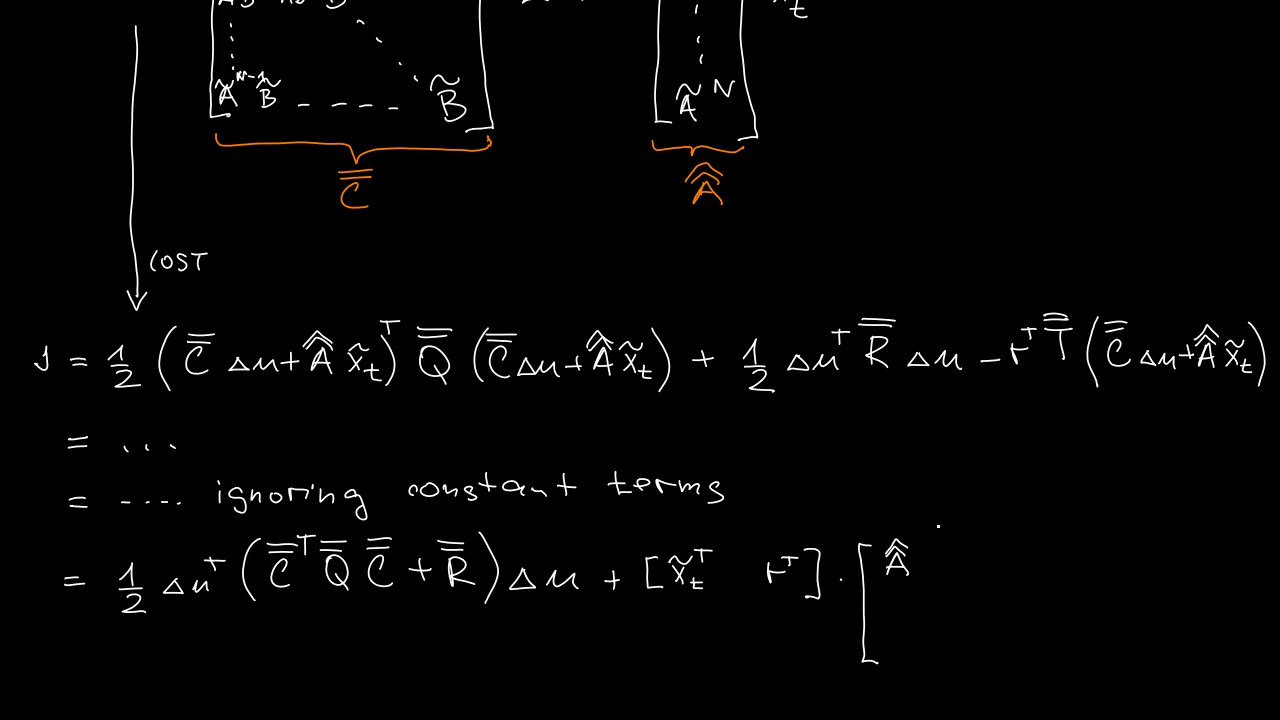 Ã^{N-1} B̃ - - - - B̃
Ã^N
C̿
Â̂
COST
J = 1/2 (C̿ Δu + Â̂ x̃_t)^T Q̿ (C̿ Δu + Â̂ x̃_t) + 1/2 Δu^T R̿ Δu - r^T T̿ (C̿ Δu + Â̂ x̃_t)
= ...
= .... ignoring constant terms
= 1/2 Δu^T (C̿^T Q̿ C̿ + R̿) Δu + [x̃_t^T r^T] · [Â̂